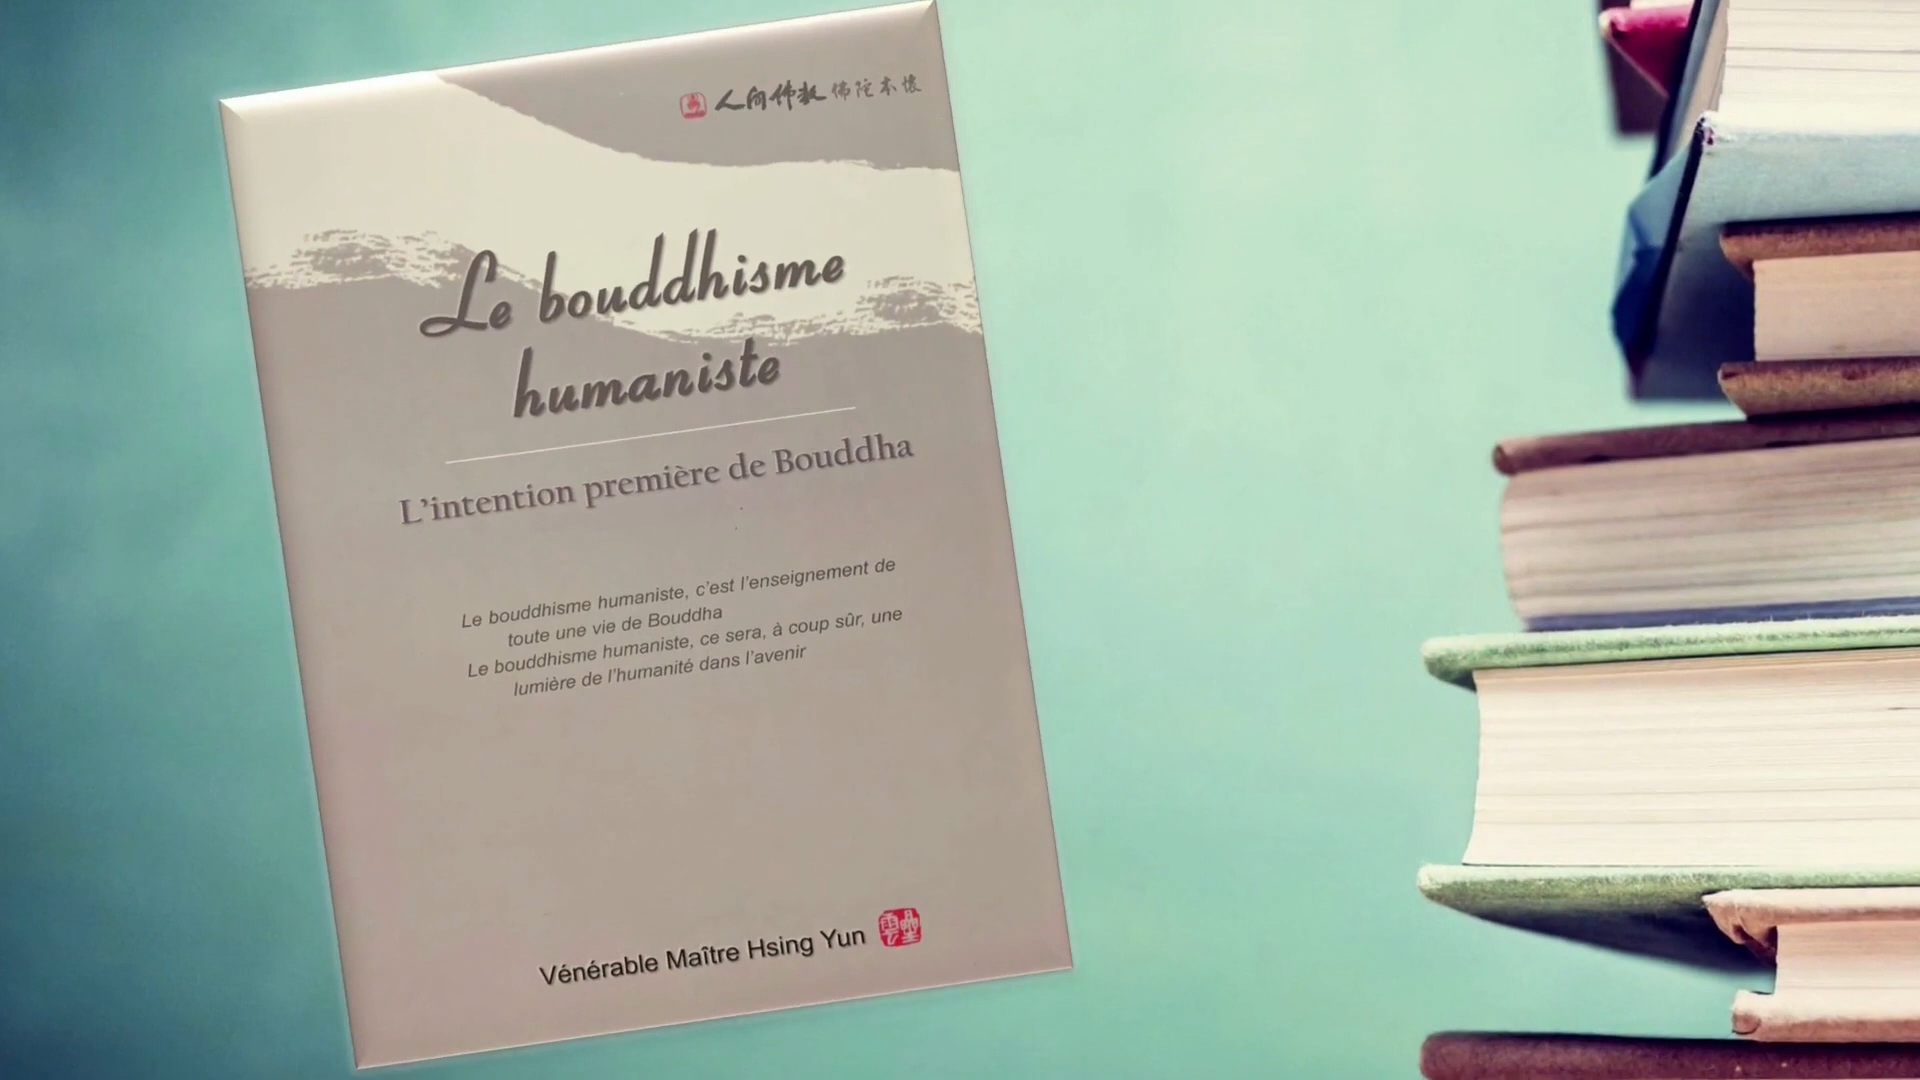 人间佛教 佛陀本懷
Le bouddhisme
humaniste
L’intention première de Bouddha
Le bouddhisme humaniste, c’est l’enseignement de
toute une vie de Bouddha
Le bouddhisme humaniste, ce sera, à coup sûr, une
lumière de l’humanité dans l’avenir
Vénérable Maître Hsing Yun